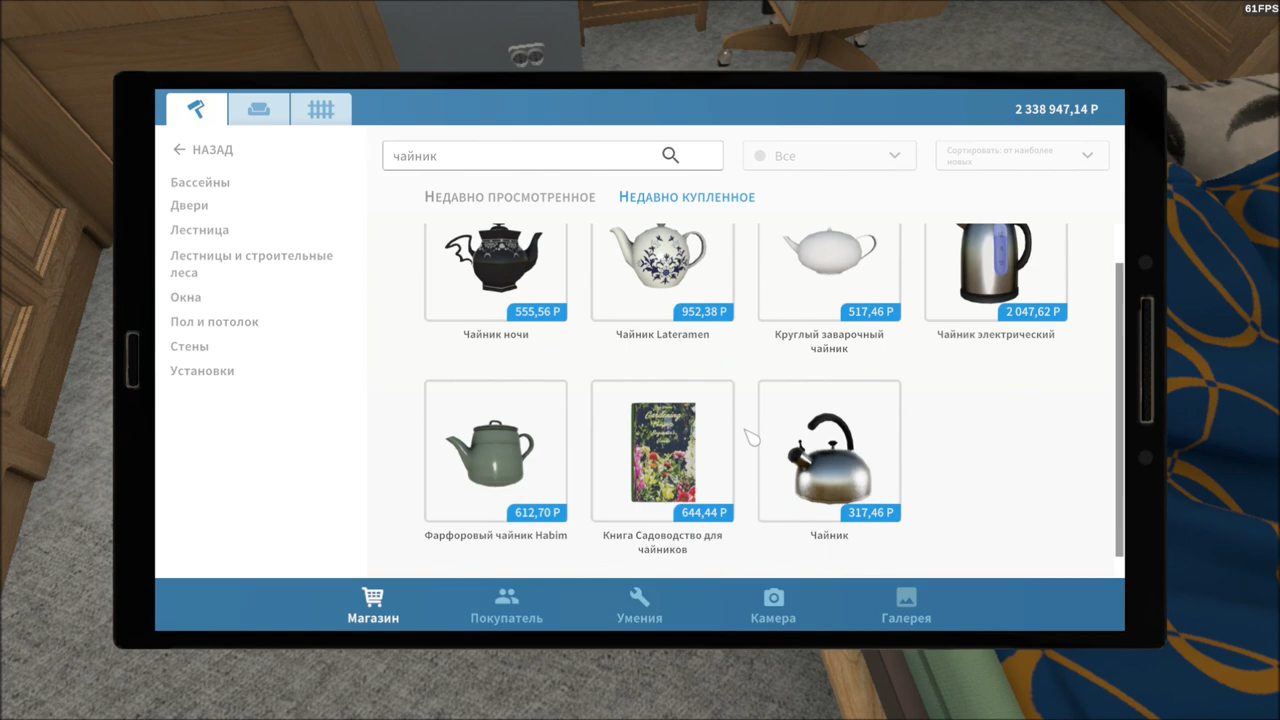 61FPS
2 338 947,14 Р
НАЗАД
чайник
Все
Сортировать: от наиболее
новых
Бассейны
Двери
Лестница
Лестницы и строительные
леса
Окна
Пол и потолок
Стены
Установки
Недавно просмотренное
Недавно купленное
555,56 Р
952,38 Р
517,46 Р
2 047,62 Р
Чайник ночи
Чайник Lateramen
Круглый заварочный
чайник
Чайник электрический
612,70 Р
644,44 Р
317,46 Р
Фарфоровый чайник Habim
Книга Садоводство для
чайников
Чайник
Магазин
Покупатель
Умения
Камера
Галерея